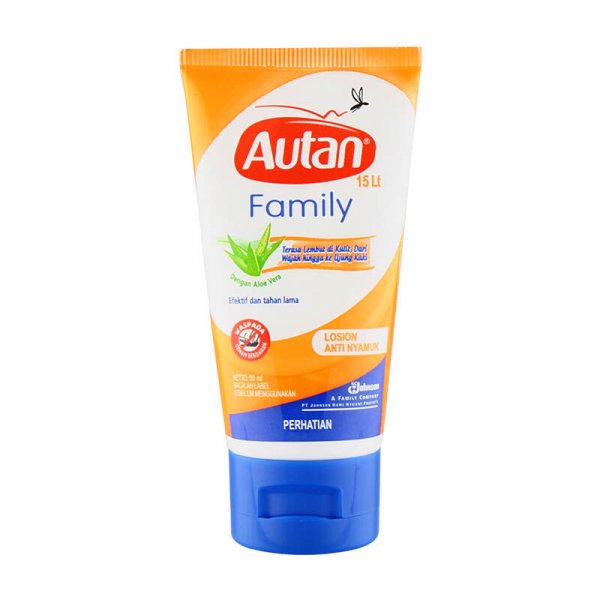 Autan®
15 Lt
Family
Terasa Lembut di Kulit, Dari
Wajah hingga ke Ujung Kaki
Dengan Aloe Vera
Efektif dan tahan lama
WASPADA
DEMAM BERDARAH
LOSION
ANTI NYAMUK
NETTO 50 ml
BACALAH LABEL
SEBELUM MENGGUNAKAN
SC Johnson
A FAMILY COMPANY
PT JOHNSON HOME HYGIENE PRODUCTS
PERHATIAN